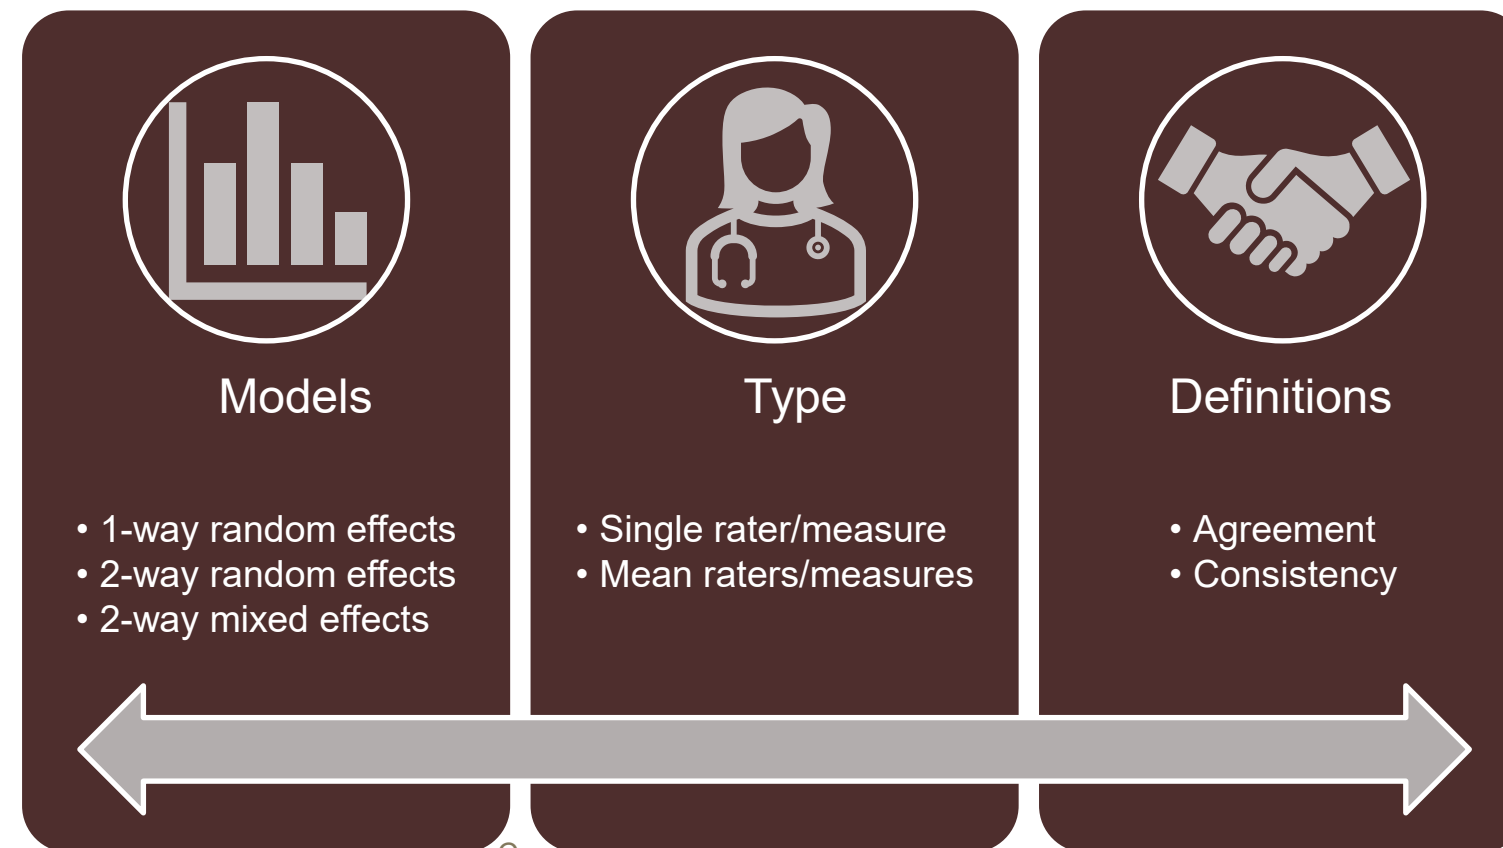 Models
• 1-way random effects
• 2-way random effects
• 2-way mixed effects
Type
• Single rater/measure
• Mean raters/measures
Definitions
• Agreement
• Consistency